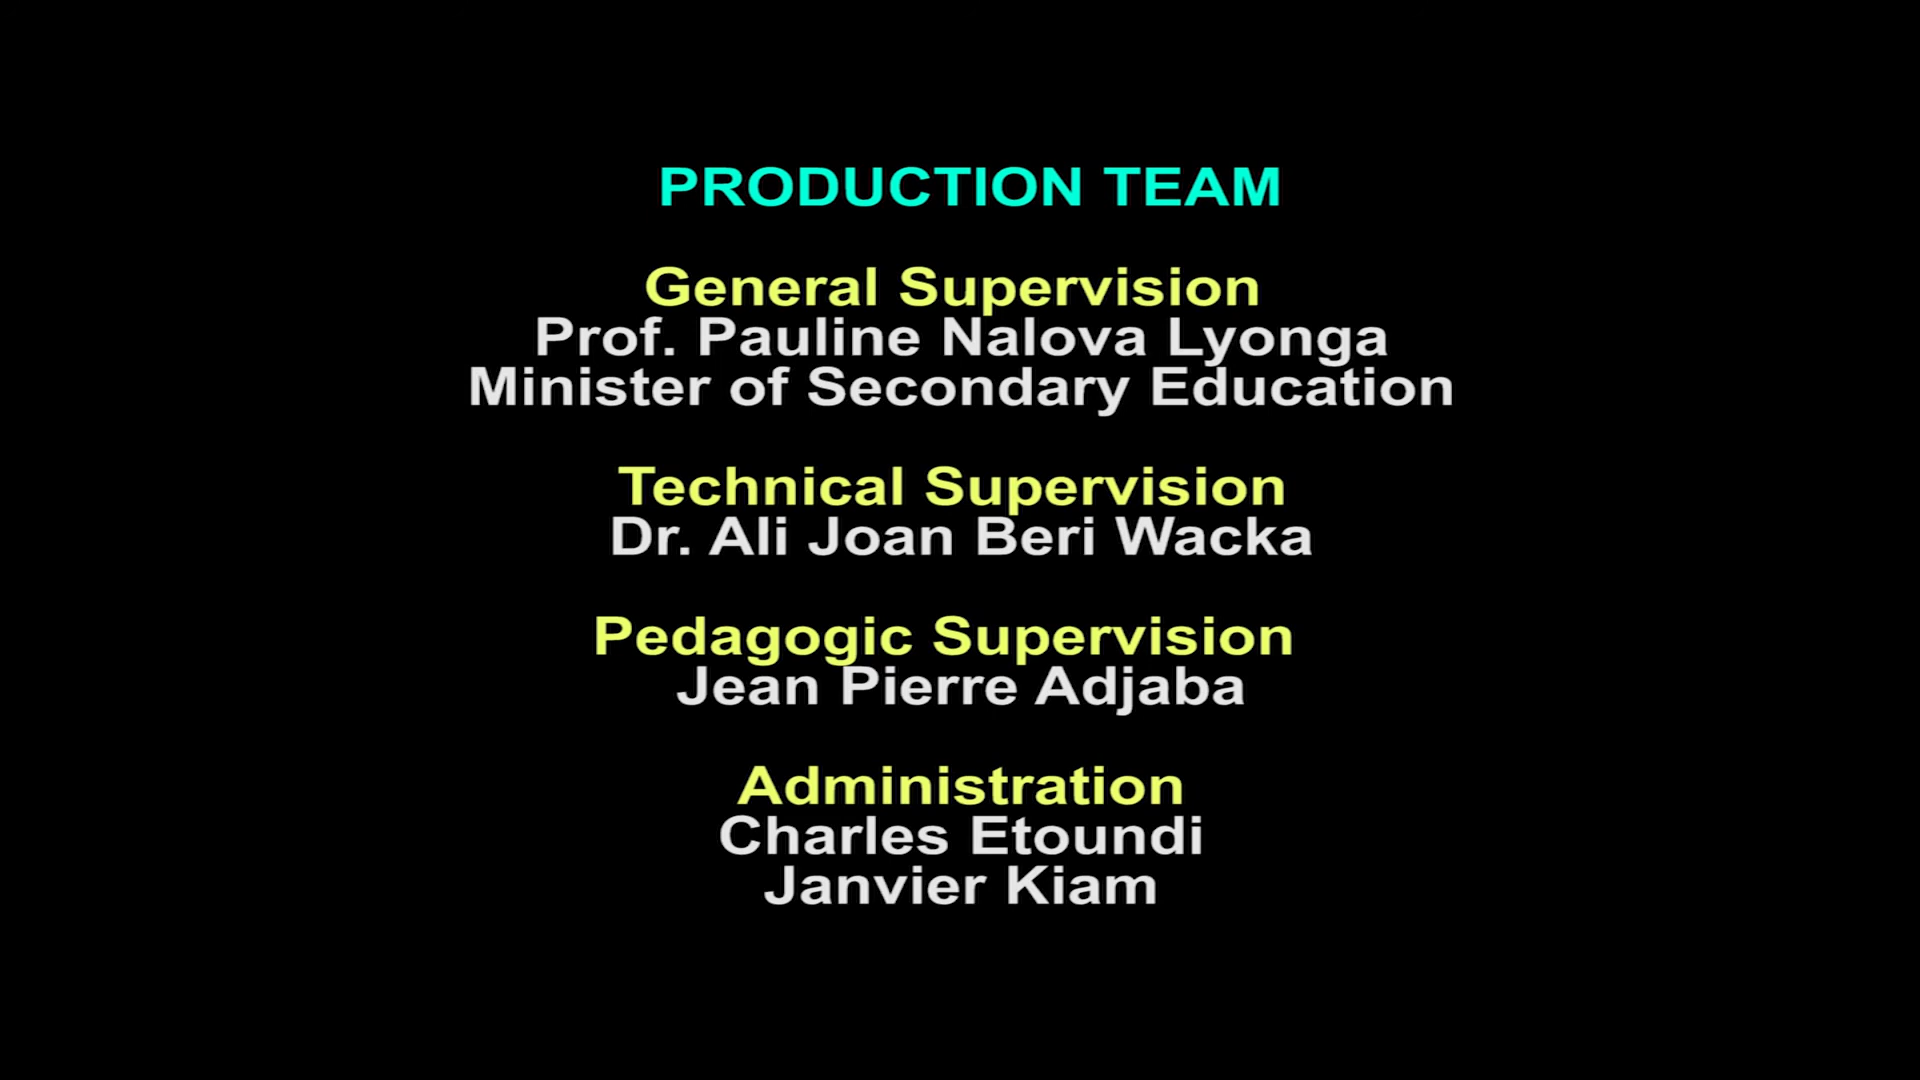 PRODUCTION TEAM
General Supervision
Prof. Pauline Nalova Lyonga
Minister of Secondary Education
Technical Supervision
Dr. Ali Joan Beri Wacka
Pedagogic Supervision
Jean Pierre Adjaba
Administration
Charles Etoundi
Janvier Kiam